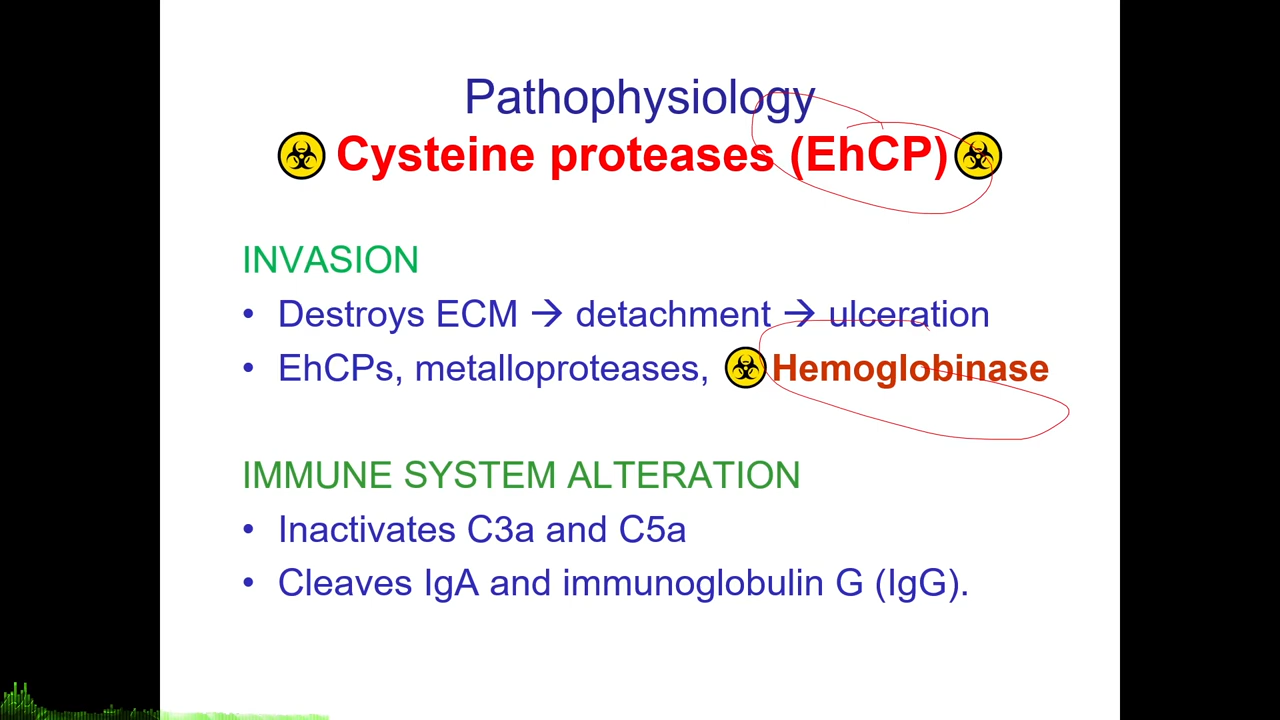 Pathophysiology
Cysteine proteases (EhCP)
INVASION
• Destroys ECM → detachment → ulceration
• EhCPs, metalloproteases, Hemoglobinase
IMMUNE SYSTEM ALTERATION
• Inactivates C3a and C5a
• Cleaves IgA and immunoglobulin G (IgG).